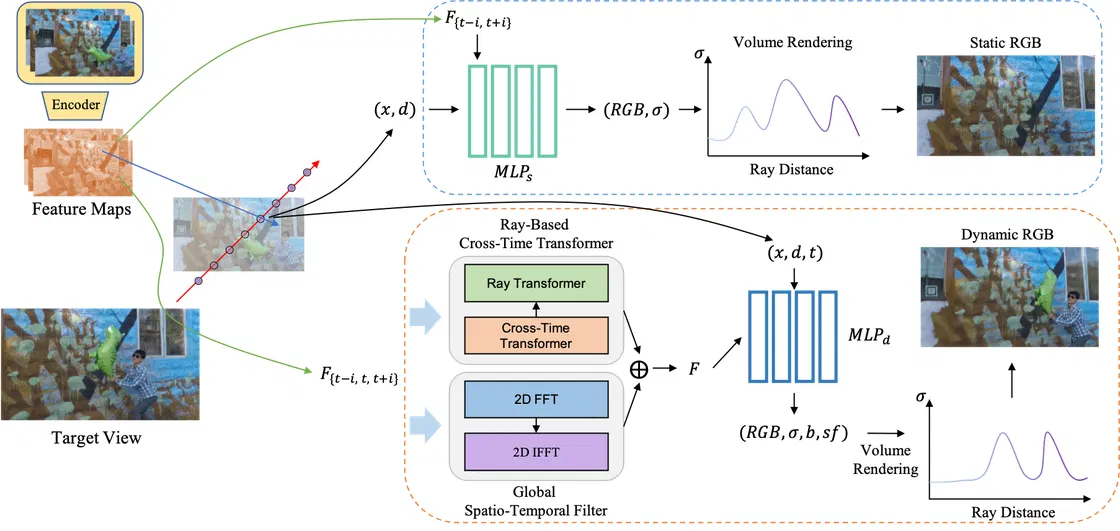 Encoder
Feature Maps
Target View
F{t−i, t+i}
(x, d)
MLPs
(RGB, σ)
Volume Rendering
σ
Ray Distance
Static RGB
F{t−i, t, t+i}
Ray-Based
Cross-Time Transformer
Ray Transformer
Cross-Time
Transformer
2D FFT
2D IFFT
Global
Spatio-Temporal Filter
⊕
F
(x, d, t)
MLPd
(RGB, σ, b, sf)
Volume
Rendering
Dynamic RGB
σ
Ray Distance